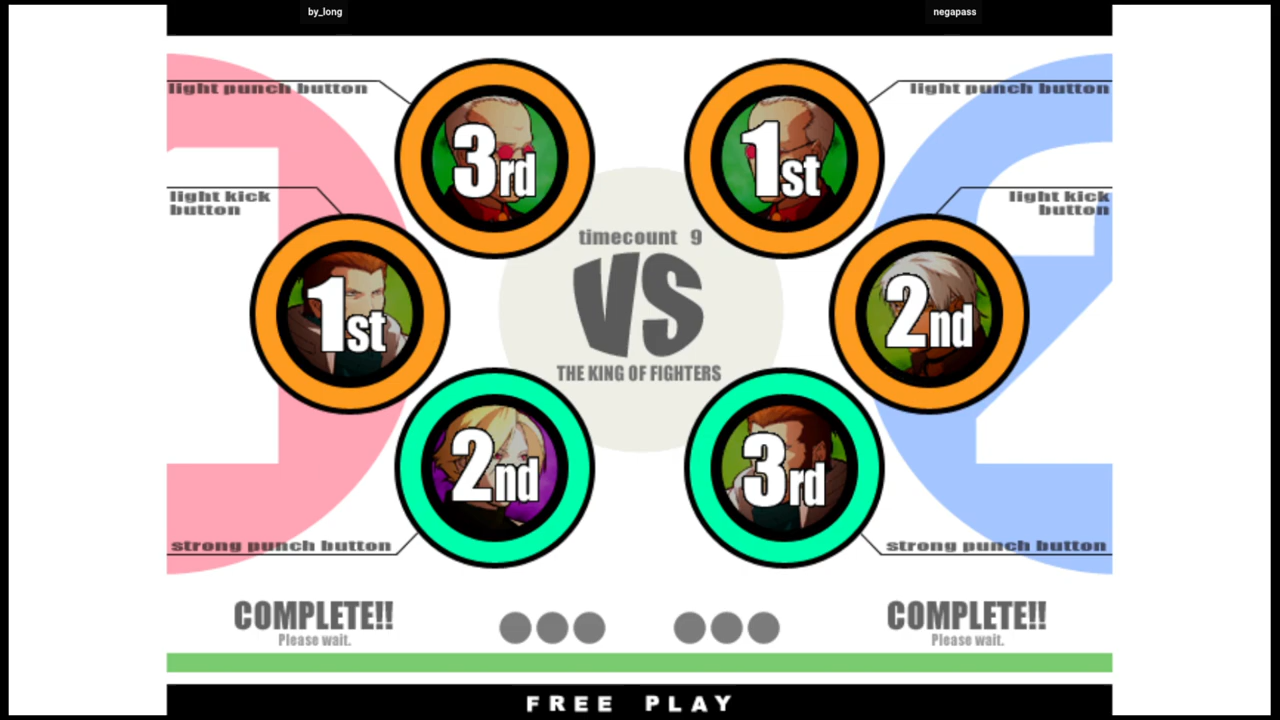 by_long
negapass
light punch button
light punch button
3rd
1st
light kick
button
light kick
button
timecount 9
VS
1st
2nd
THE KING OF FIGHTERS
2nd
3rd
strong punch button
strong punch button
COMPLETE!!
Please wait.
COMPLETE!!
Please wait.
FREE PLAY